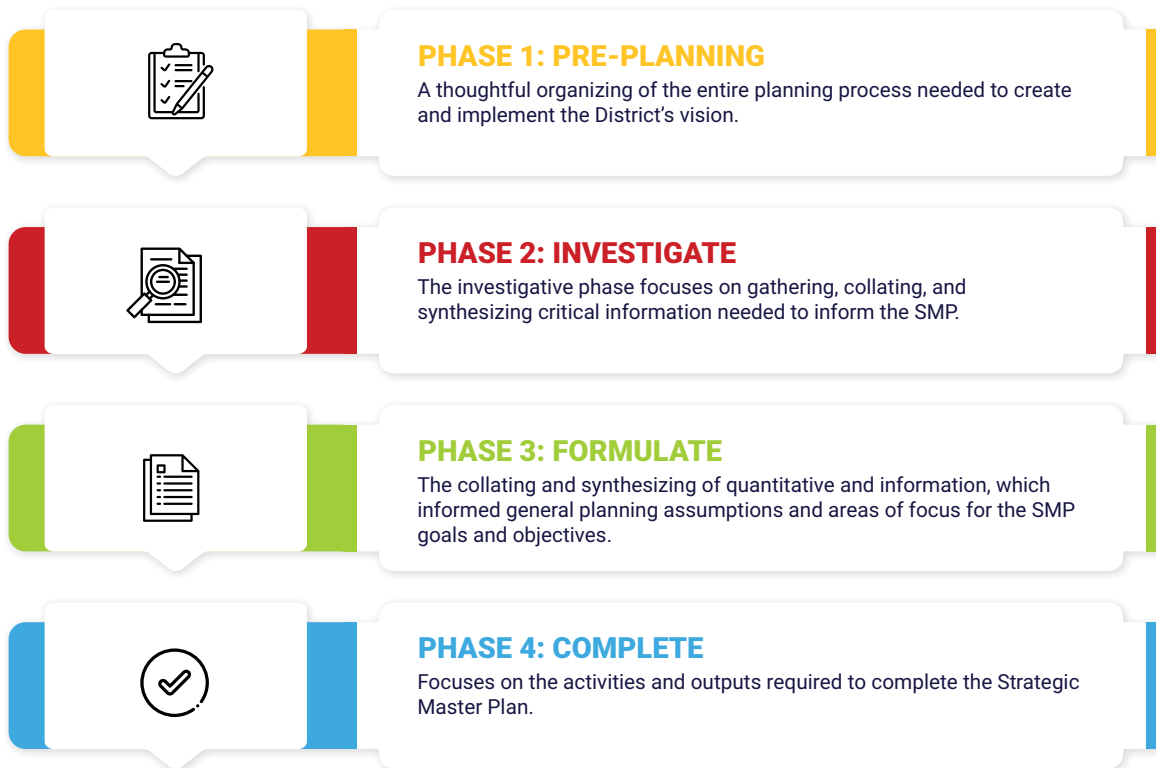 PHASE 1: PRE-PLANNING
A thoughtful organizing of the entire planning process needed to create
and implement the District’s vision.
PHASE 2: INVESTIGATE
The investigative phase focuses on gathering, collating, and
synthesizing critical information needed to inform the SMP.
PHASE 3: FORMULATE
The collating and synthesizing of quantitative and information, which
informed general planning assumptions and areas of focus for the SMP
goals and objectives.
PHASE 4: COMPLETE
Focuses on the activities and outputs required to complete the Strategic
Master Plan.